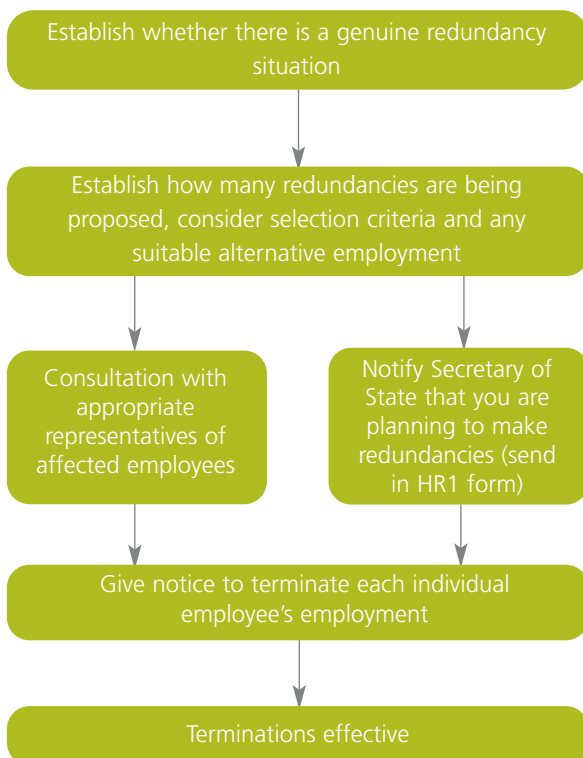 Establish whether there is a genuine redundancy
situation
Establish how many redundancies are being
proposed, consider selection criteria and any
suitable alternative employment
Consultation with
appropriate
representatives of
affected employees
Notify Secretary of
State that you are
planning to make
redundancies (send
in HR1 form)
Give notice to terminate each individual
employee’s employment
Terminations effective